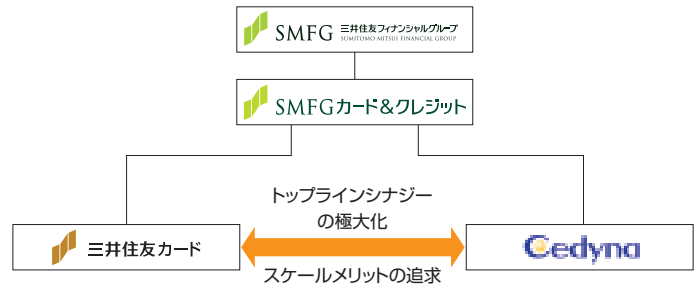 SMFG 三井住友フィナンシャルグループ
SUMITOMO MITSUI FINANCIAL GROUP
SMFGカード&クレジット
トップラインシナジー
の極大化
三井住友カード
Cedyna
スケールメリットの追求